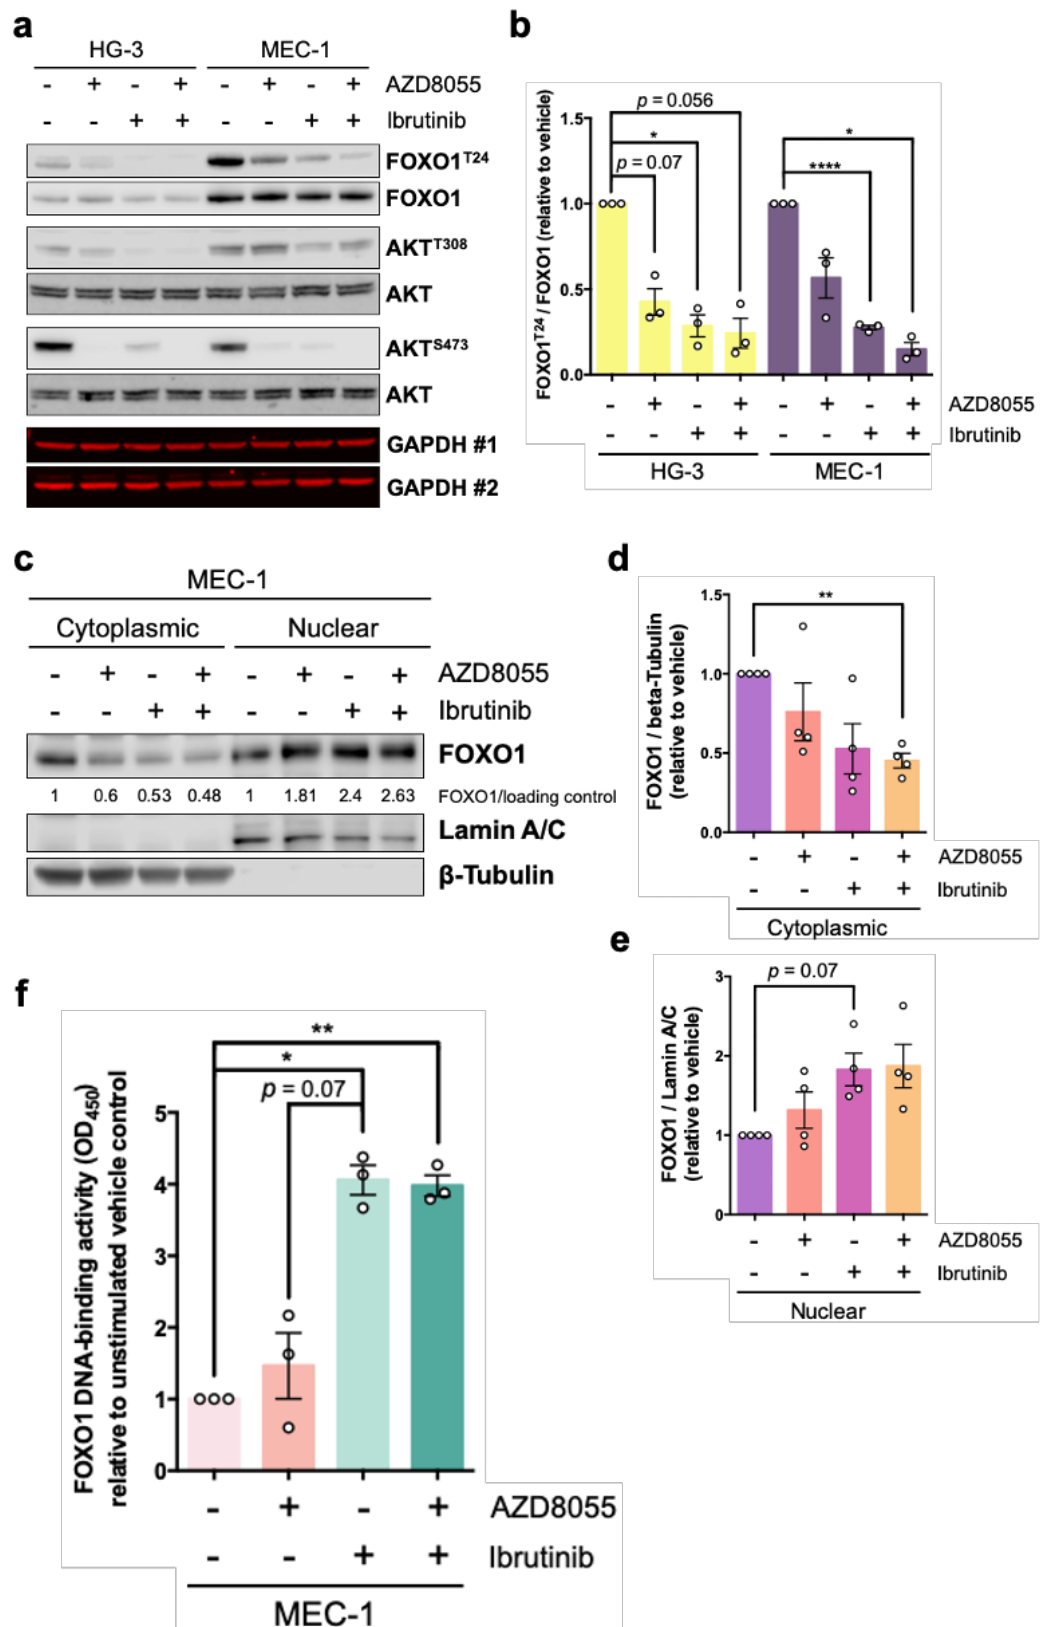 a
HG-3 MEC-1
- + - + - + - + AZD8055
- - + + - - + + Ibrutinib
FOXO1T24
FOXO1
AKTT308
AKT
AKTS473
AKT
GAPDH #1
GAPDH #2
b
FOXO1T24 / FOXO1 (relative to vehicle)
1.5
1.0
0.5
0.0
p = 0.056
*
p = 0.07
*
****
- + - + - + - + AZD8055
- - + + - - + + Ibrutinib
HG-3 MEC-1
c
MEC-1
Cytoplasmic Nuclear
- + - + - + - + AZD8055
- - + + - - + + Ibrutinib
FOXO1
1 0.6 0.53 0.48 1 1.81 2.4 2.63 FOXO1/loading control
Lamin A/C
β-Tubulin
d
FOXO1 / beta-Tubulin
(relative to vehicle)
1.5
1.0
0.5
0.0
**
- + - + AZD8055
- - + + Ibrutinib
Cytoplasmic
e
FOXO1 / Lamin A/C
(relative to vehicle)
3
2
1
0
p = 0.07
- + - + AZD8055
- - + + Ibrutinib
Nuclear
f
FOXO1 DNA-binding activity (OD450)
relative to unstimulated vehicle control
5
4
3
2
1
0
**
*
p = 0.07
- + - + AZD8055
- - + + Ibrutinib
MEC-1